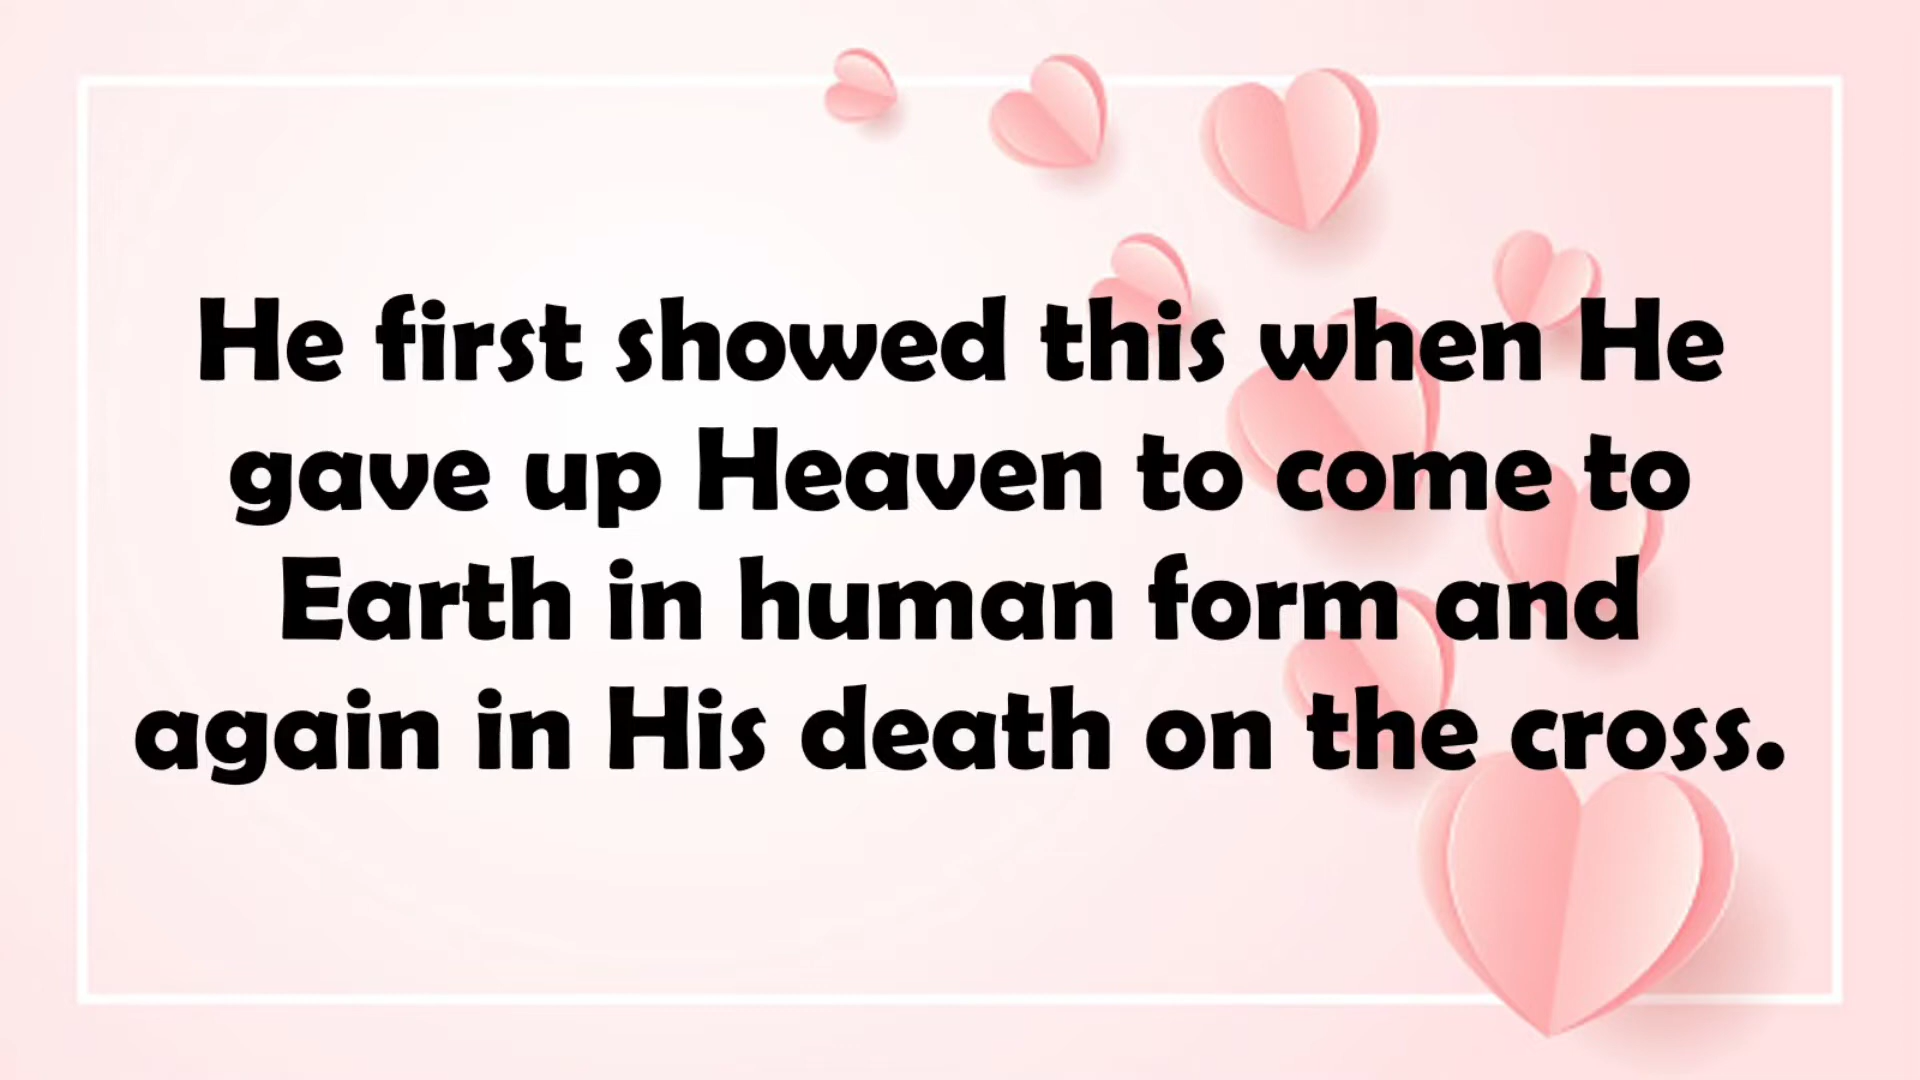 He first showed this when He
gave up Heaven to come to
Earth in human form and
again in His death on the cross.